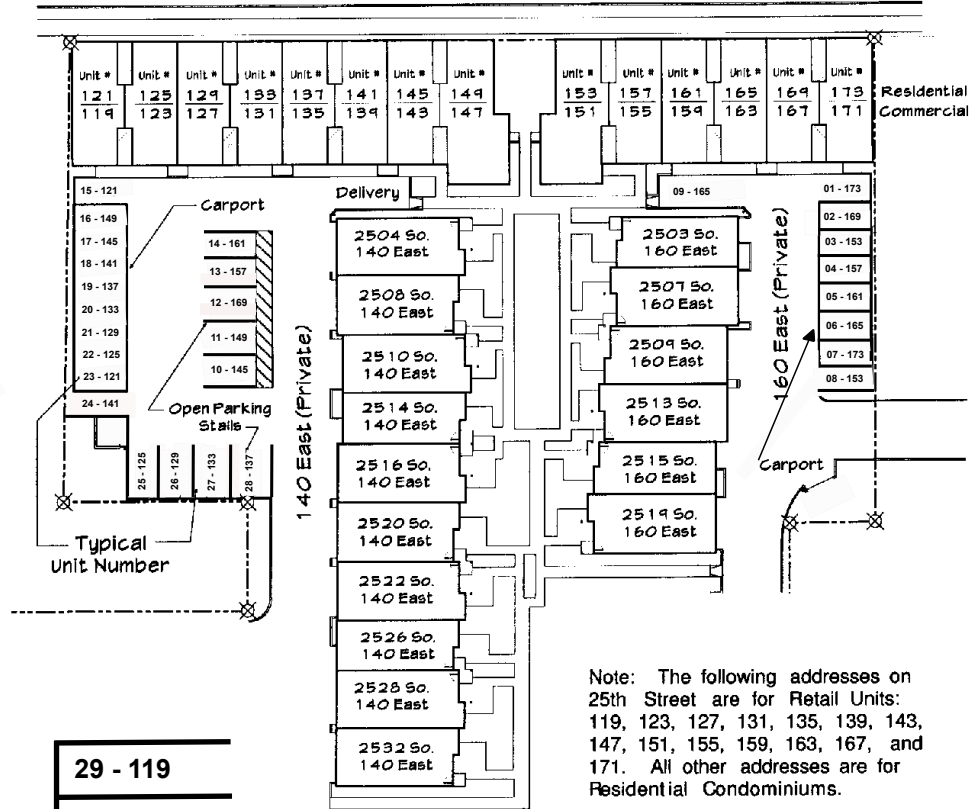 Unit # Unit # Unit # Unit # Unit # Unit # Unit # Unit # Unit # Unit # Unit # Unit # Unit # Unit #
121 125 129 133 137 141 145 149 153 157 161 165 169 173 Residential
119 123 127 131 135 139 143 147 151 155 159 163 167 171 Commercial
15 - 121
16 - 149
17 - 145
18 - 141
19 - 137
20 - 133
21 - 129
22 - 125
23 - 121
24 - 141
Carport
14 - 161
13 - 157
12 - 169
11 - 149
10 - 145
Open Parking
Stalls
25 - 125
26 - 129
27 - 133
28 - 137
Typical
Unit Number
140 East (Private)
Delivery
2504 So.
140 East
2508 So.
140 East
2510 So.
140 East
2514 So.
140 East
2516 So.
140 East
2520 So.
140 East
2522 So.
140 East
2526 So.
140 East
2528 So.
140 East
2532 So.
140 East
2503 So.
160 East
2507 So.
160 East
2509 So.
160 East
2513 So.
160 East
2515 So.
160 East
2519 So.
160 East
09 - 165
160 East (Private)
01 - 173
02 - 169
03 - 153
04 - 157
05 - 161
06 - 165
07 - 173
08 - 153
Carport
29 - 119
Note: The following addresses on
25th Street are for Retail Units:
119, 123, 127, 131, 135, 139, 143,
147, 151, 155, 159, 163, 167, and
171. All other addresses are for
Residential Condominiums.